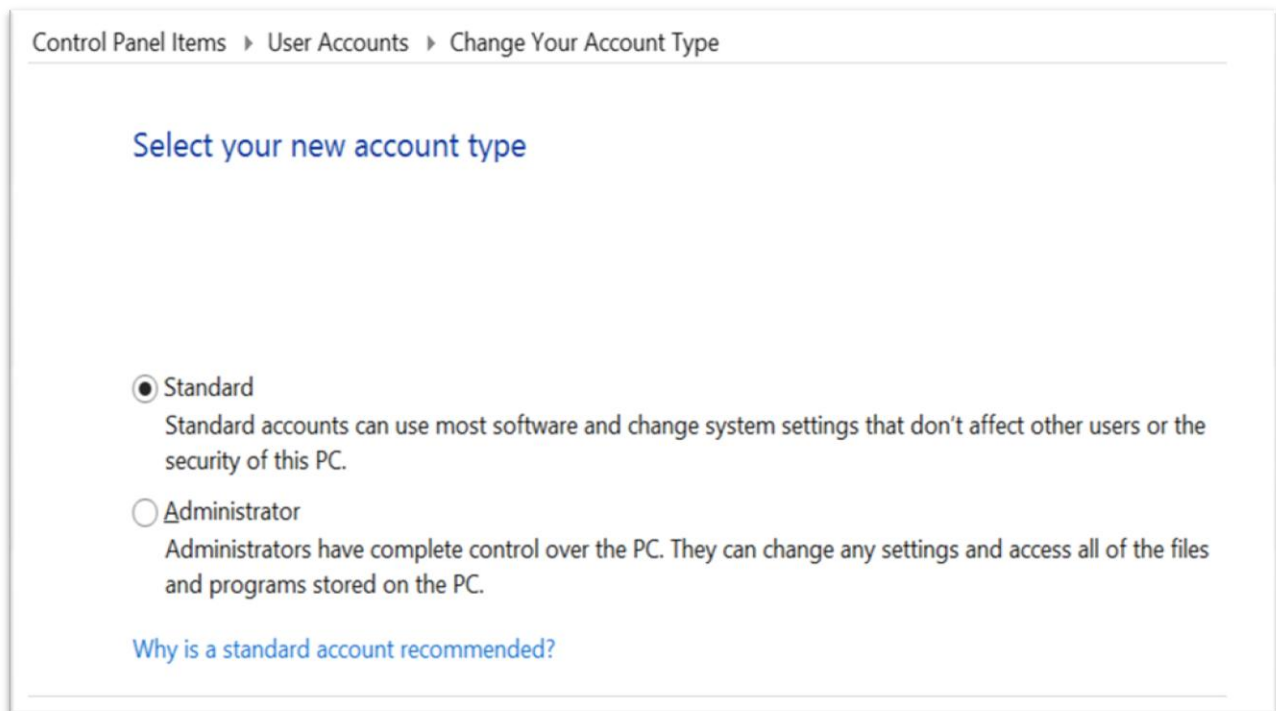 Control Panel Items ▸ User Accounts ▸ Change Your Account Type
Select your new account type
Standard
Standard accounts can use most software and change system settings that don't affect other users or the
security of this PC.
Administrator
Administrators have complete control over the PC. They can change any settings and access all of the files
and programs stored on the PC.
Why is a standard account recommended?